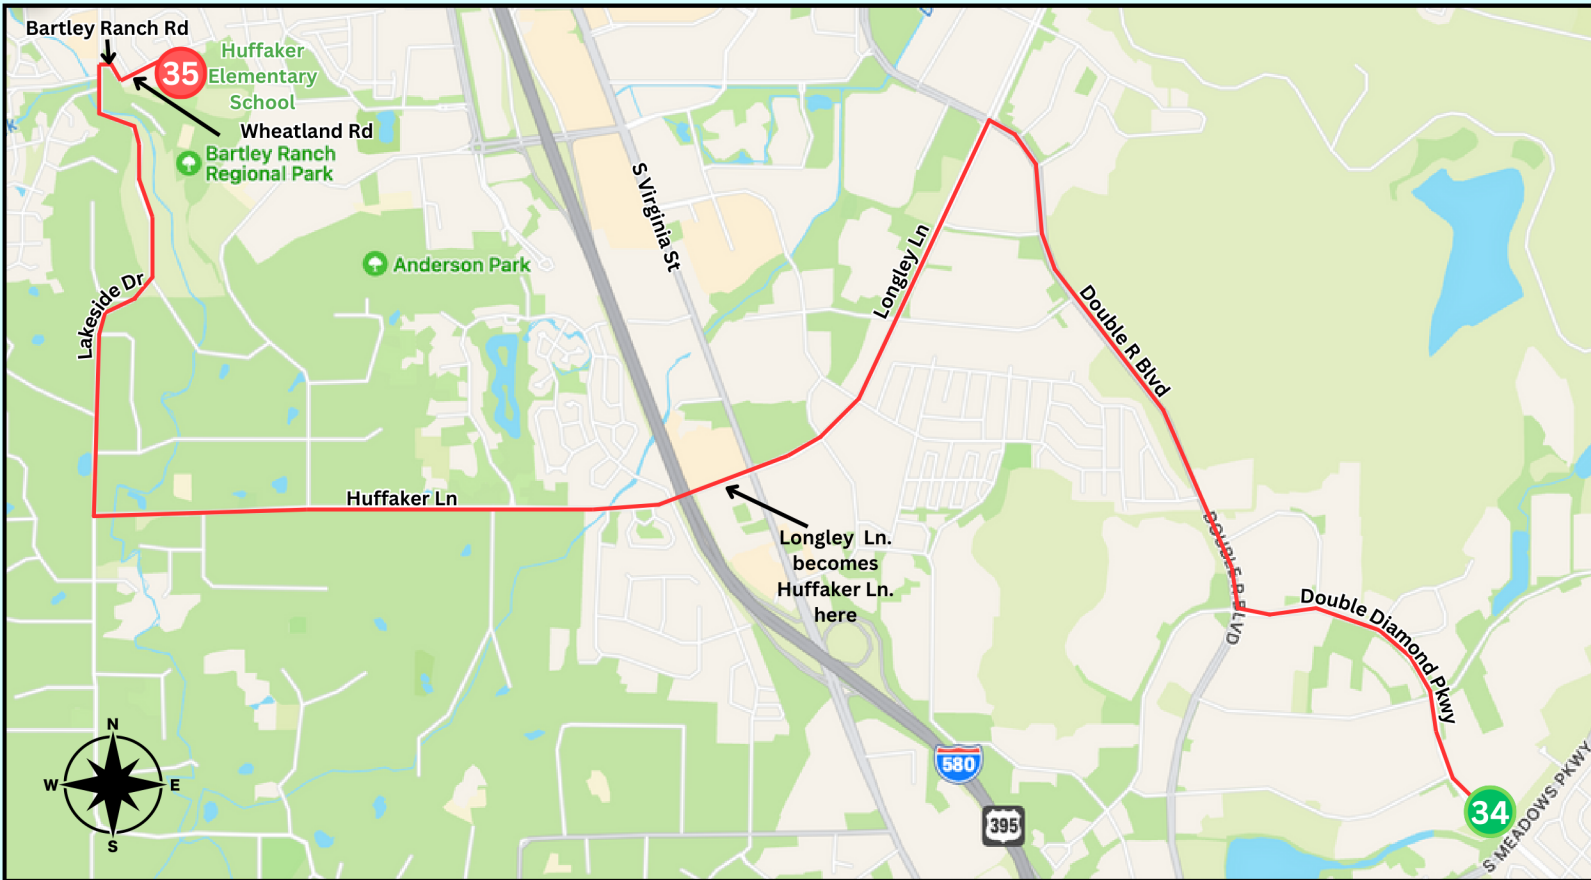 Bartley Ranch Rd
35
Huffaker
Elementary
School
Wheatland Rd
Bartley Ranch
Regional Park
S Virginia St
Anderson Park
Longley Ln
Lakeside Dr
Double R Blvd
Huffaker Ln
Longley Ln.
becomes
Huffaker Ln.
here
DOUBLE R BLVD
Double Diamond Pkwy
N
W
E
S
580
395
34
S MEADOWS PKWY